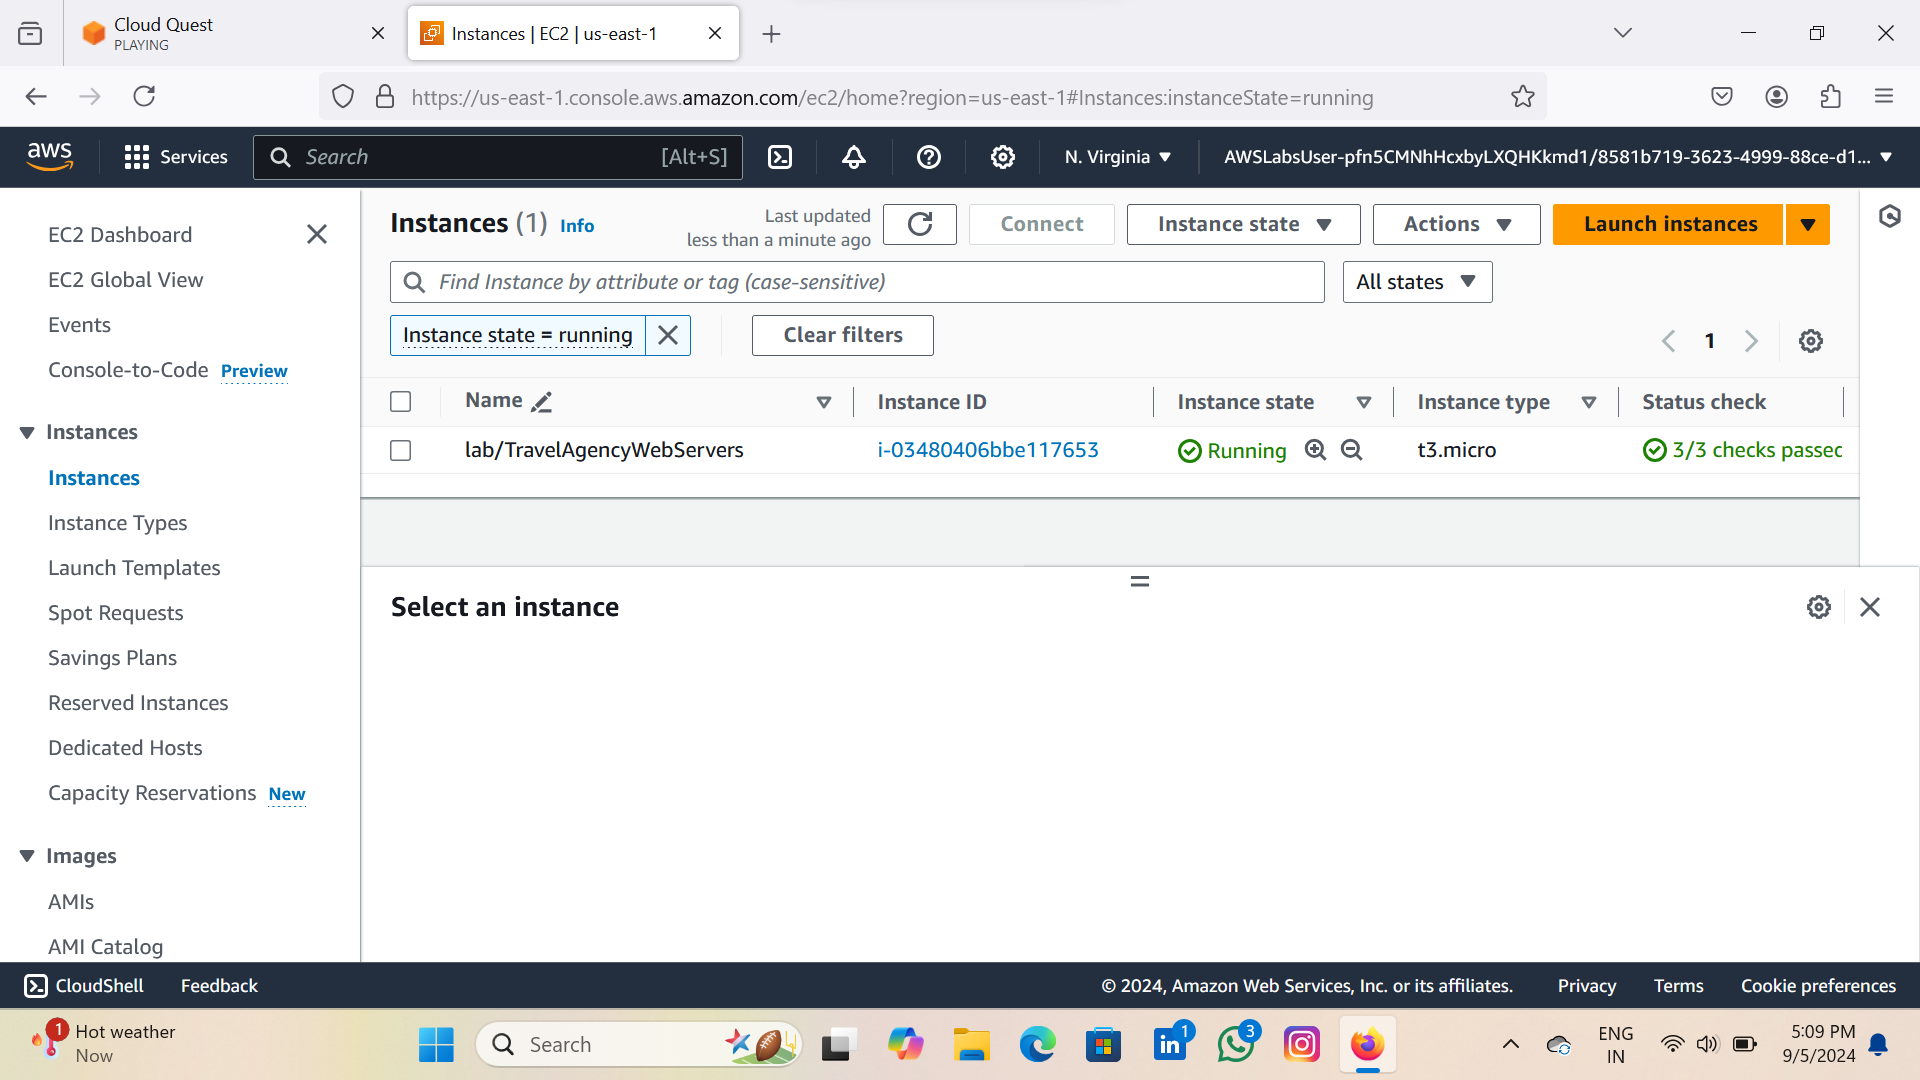 Cloud Quest
PLAYING
Instances | EC2 | us-east-1
https://us-east-1.console.aws.amazon.com/ec2/home?region=us-east-1#Instances:instanceState=running
aws
Services
Search [Alt+S]
N. Virginia
AWSLabsUser-pfn5CMNhHcxbyLXQHKkmd1/8581b719-3623-4999-88ce-d1...
EC2 Dashboard
EC2 Global View
Events
Console-to-Code Preview
Instances
Instances
Instance Types
Launch Templates
Spot Requests
Savings Plans
Reserved Instances
Dedicated Hosts
Capacity Reservations New
Images
AMIs
AMI Catalog
Instances (1) Info
Last updated
less than a minute ago
Connect
Instance state
Actions
Launch instances
Find Instance by attribute or tag (case-sensitive)
All states
Instance state = running
Clear filters
1
Name Instance ID Instance state Instance type Status check
lab/TravelAgencyWebServers i-03480406bbe117653 Running t3.micro 3/3 checks passed
Select an instance
CloudShell Feedback
© 2024, Amazon Web Services, Inc. or its affiliates. Privacy Terms Cookie preferences
1
Hot weather
Now
Search
1
3
ENG
IN
5:09 PM
9/5/2024